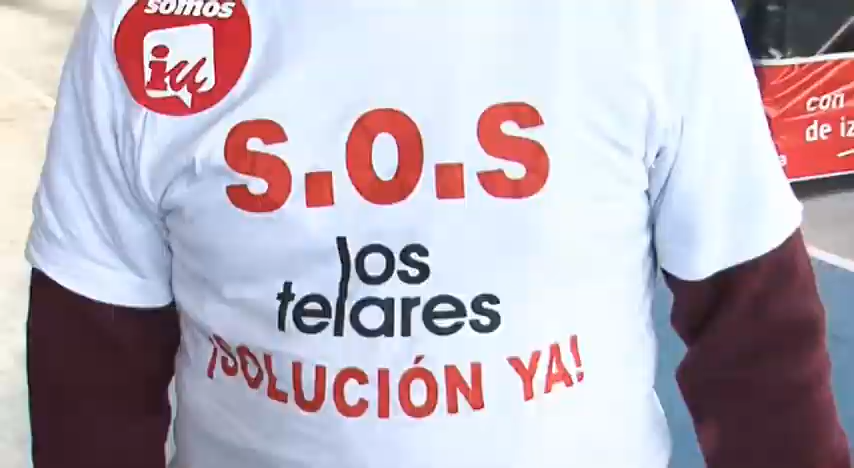 somos
iu
S.O.S
los
telares
¡SOLUCIÓN YA!
con
de iz